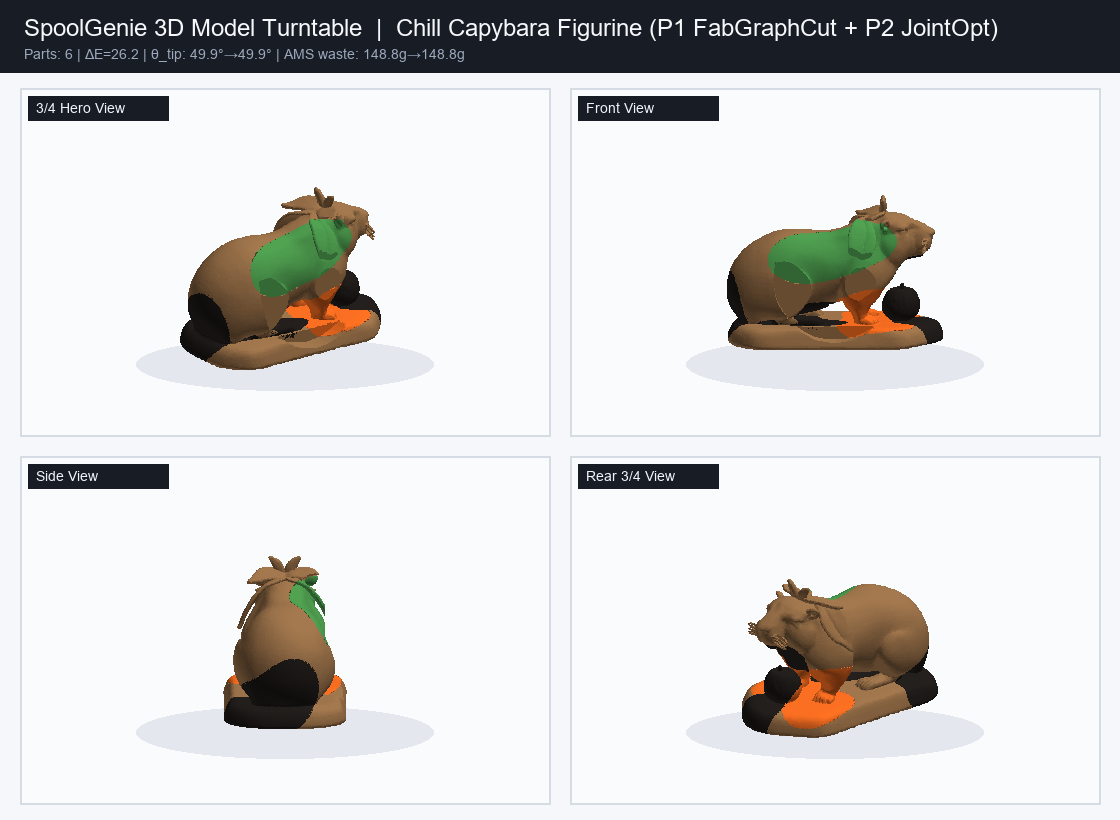 SpoolGenie 3D Model Turntable | Chill Capybara Figurine (P1 FabGraphCut + P2 JointOpt)
Parts: 6 | ΔE=26.2 | θ_tip: 49.9°→49.9° | AMS waste: 148.8g→148.8g
3/4 Hero View
Front View
Side View
Rear 3/4 View